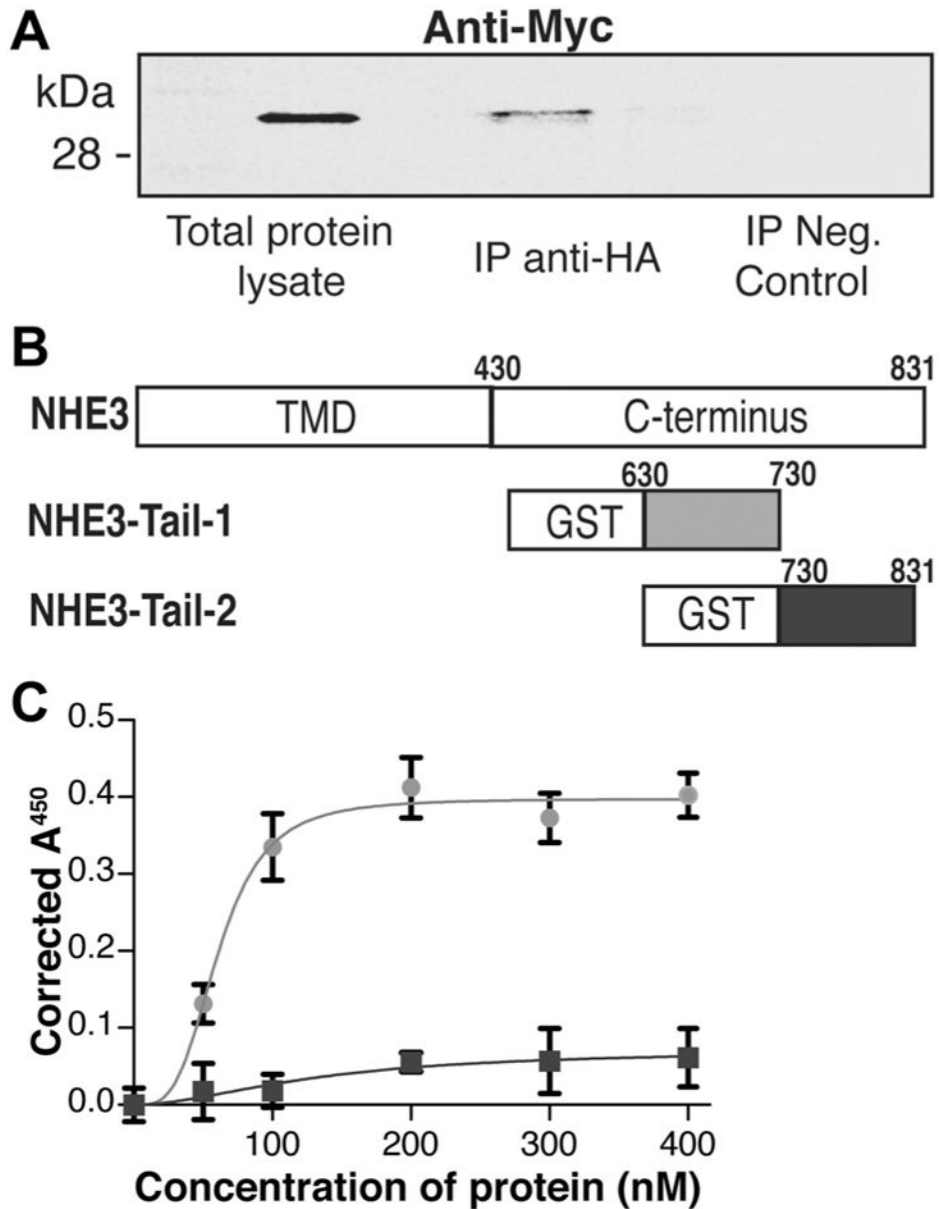 A
Anti-Myc
kDa
28 -
Total protein
lysate
IP anti-HA
IP Neg.
Control
B
430
831
NHE3
TMD
C-terminus
630
730
NHE3-Tail-1
GST
730
831
NHE3-Tail-2
GST
C
Corrected A450
0.5
0.4
0.3
0.2
0.1
0.0
100
200
300
400
Concentration of protein (nM)